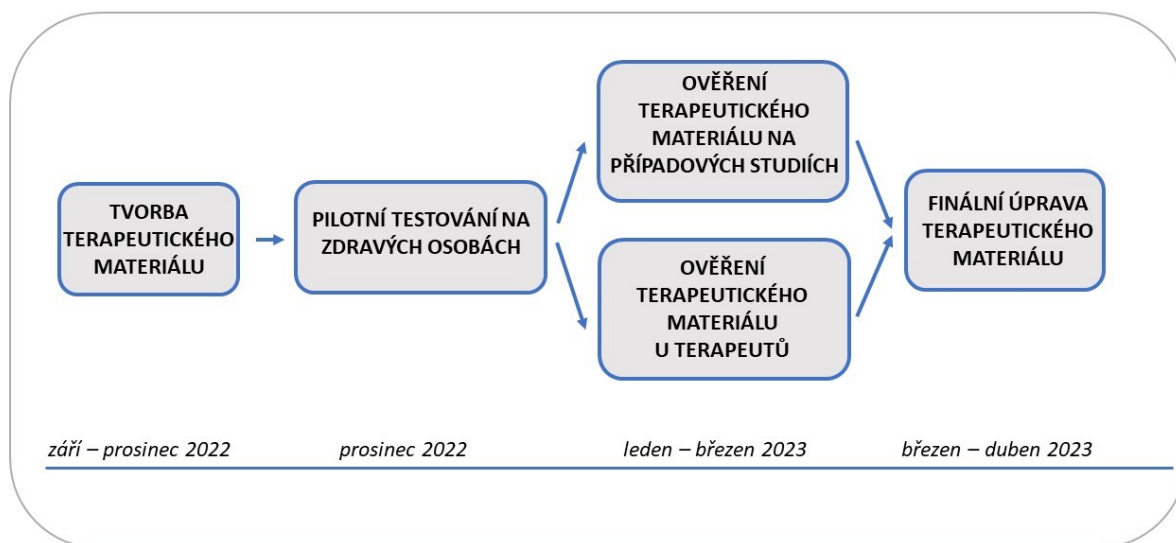 TVORBA
TERAPEUTICKÉHO
MATERIÁLU
PILOTNÍ TESTOVÁNÍ NA
ZDRAVÝCH OSOBÁCH
OVĚŘENÍ
TERAPEUTICKÉHO
MATERIÁLU NA
PŘÍPADOVÝCH STUDIÍCH
OVĚŘENÍ
TERAPEUTICKÉHO
MATERIÁLU
U TERAPEUTŮ
FINÁLNÍ ÚPRAVA
TERAPEUTICKÉHO
MATERIÁLU
září – prosinec 2022
prosinec 2022
leden – březen 2023
březen – duben 2023